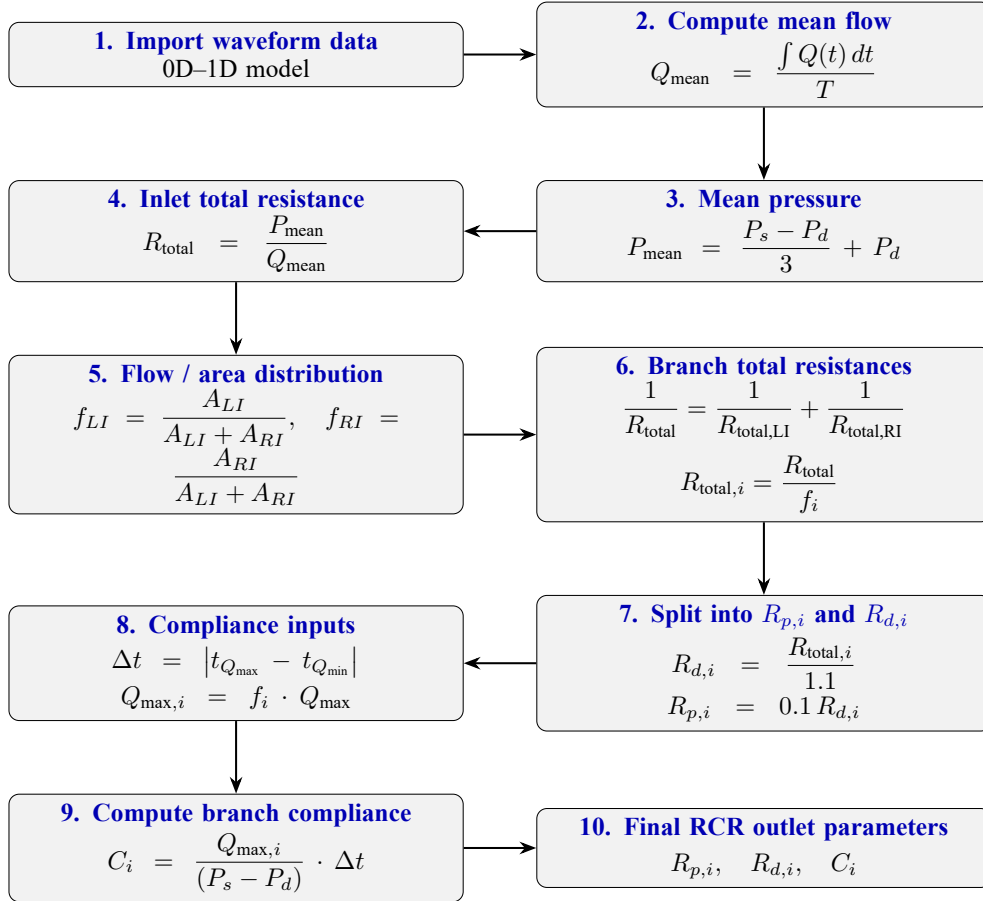 1. Import waveform data
0D–1D model
2. Compute mean flow
Q_mean = ∫ Q(t) dt / T
3. Mean pressure
P_mean = (P_s − P_d) / 3 + P_d
4. Inlet total resistance
R_total = P_mean / Q_mean
5. Flow / area distribution
f_LI = A_LI / (A_LI + A_RI), f_RI =
A_RI / (A_LI + A_RI)
6. Branch total resistances
1 / R_total = 1 / R_total,LI + 1 / R_total,RI
R_total,i = R_total / f_i
7. Split into R_p,i and R_d,i
R_d,i = R_total,i / 1.1
R_p,i = 0.1 R_d,i
8. Compliance inputs
Δt = |t_Q_max − t_Q_min|
Q_max,i = f_i · Q_max
9. Compute branch compliance
C_i = Q_max,i / (P_s − P_d) · Δt
10. Final RCR outlet parameters
R_p,i, R_d,i, C_i